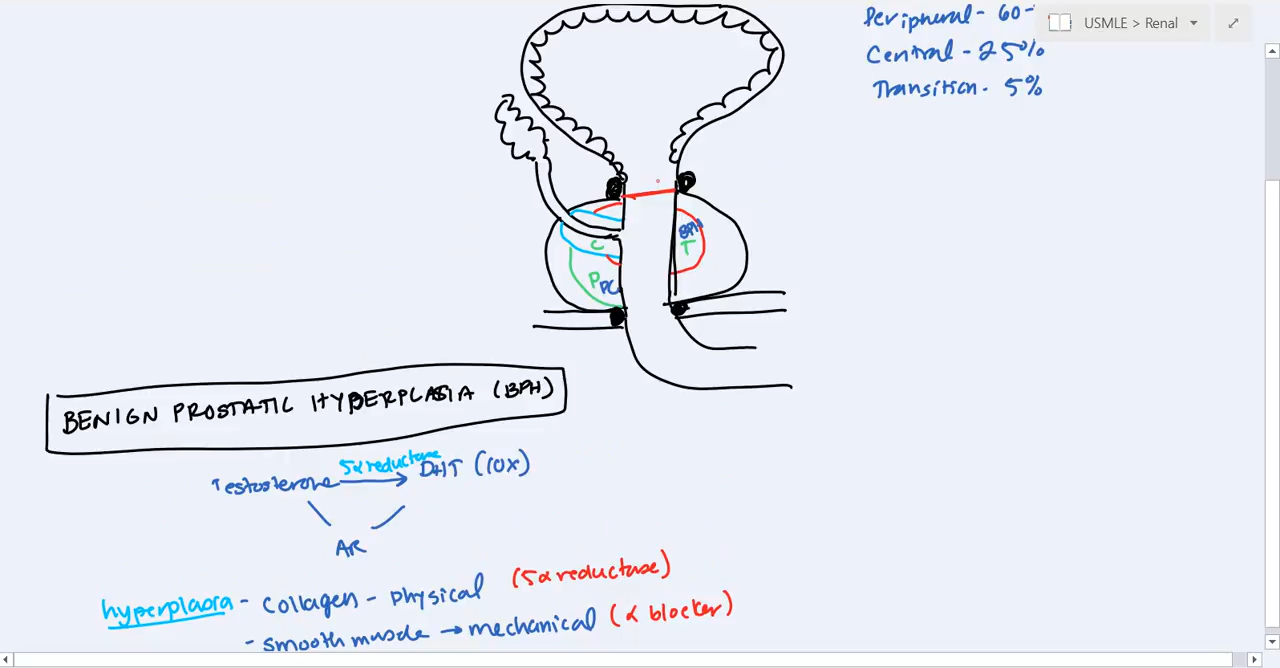 Peripheral - 60-
USMLE > Renal
Central - 25%
Transition - 5%
BPH
C
T
P PC
BENIGN PROSTATIC HYPERPLASIA (BPH)
Testosterone 5α reductase DHT (10x)
AR
hyperplasia - collagen - physical (5α reductase)
- smooth muscle → mechanical (α blocker)